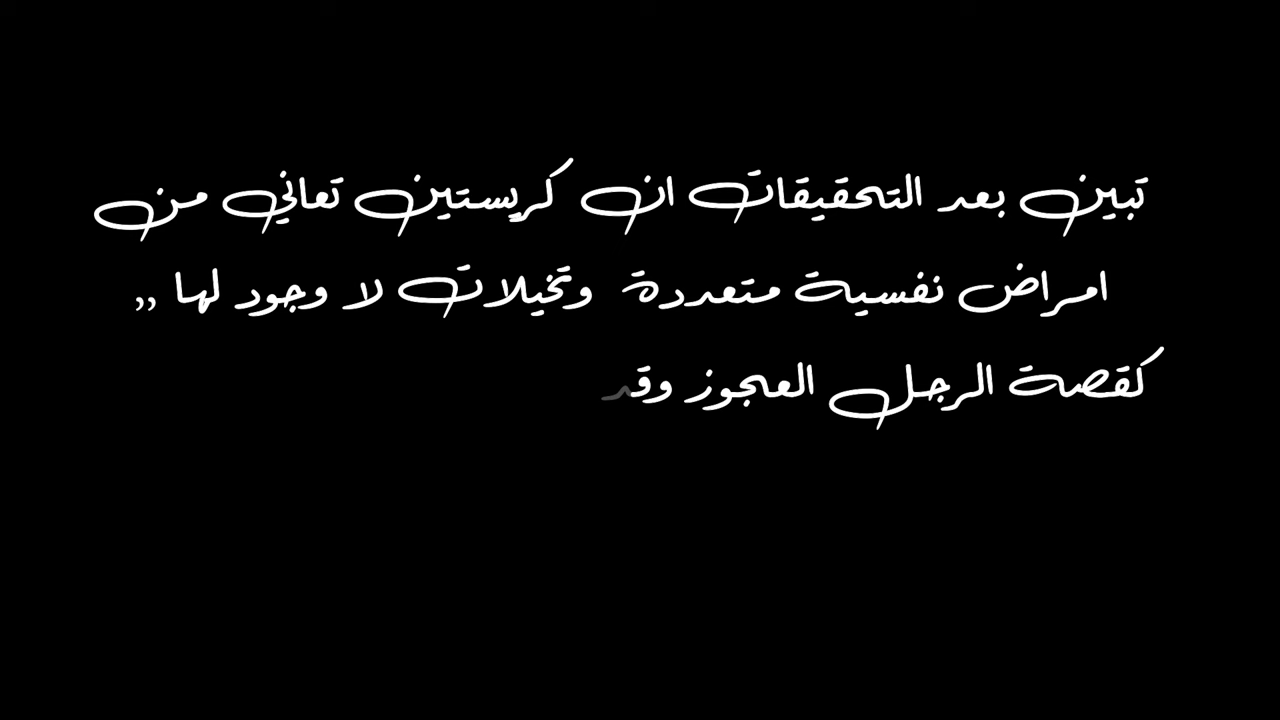 تبين بعد التحقيقات ان كريستين تعاني من
امراض نفسية متعددة وتخيلات لا وجود لها ,,
كقصة الرجل العجوز وقد